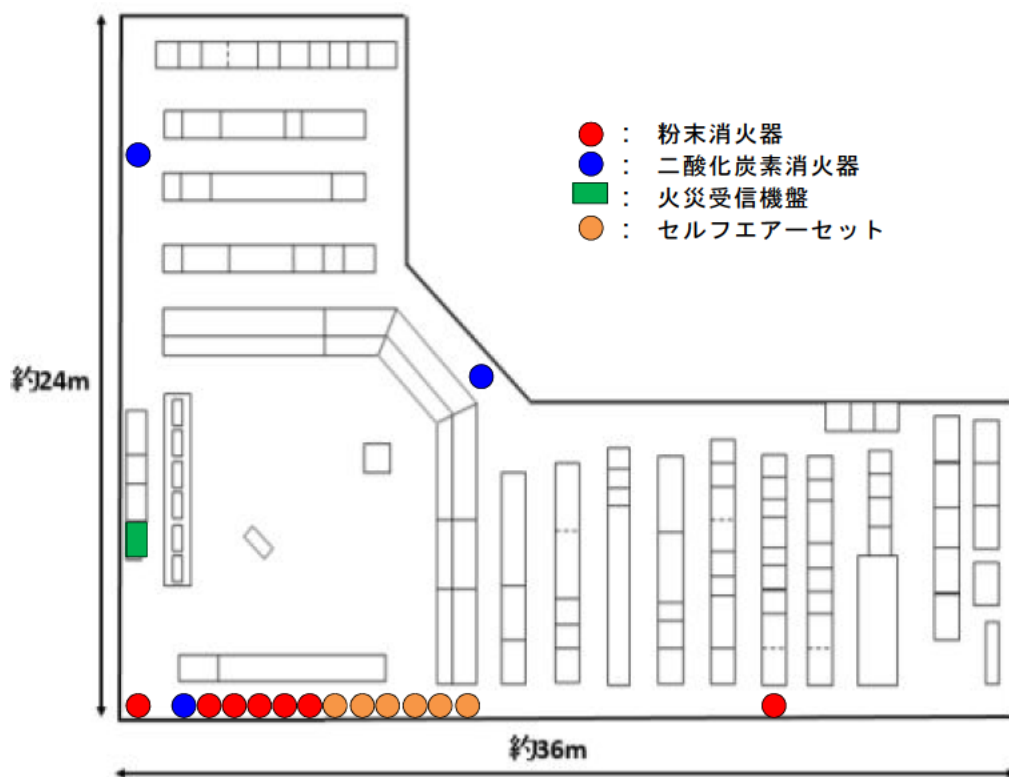 ： 粉末消火器
： 二酸化炭素消火器
： 火災受信機盤
： セルフエアーセット
約24m
約36m